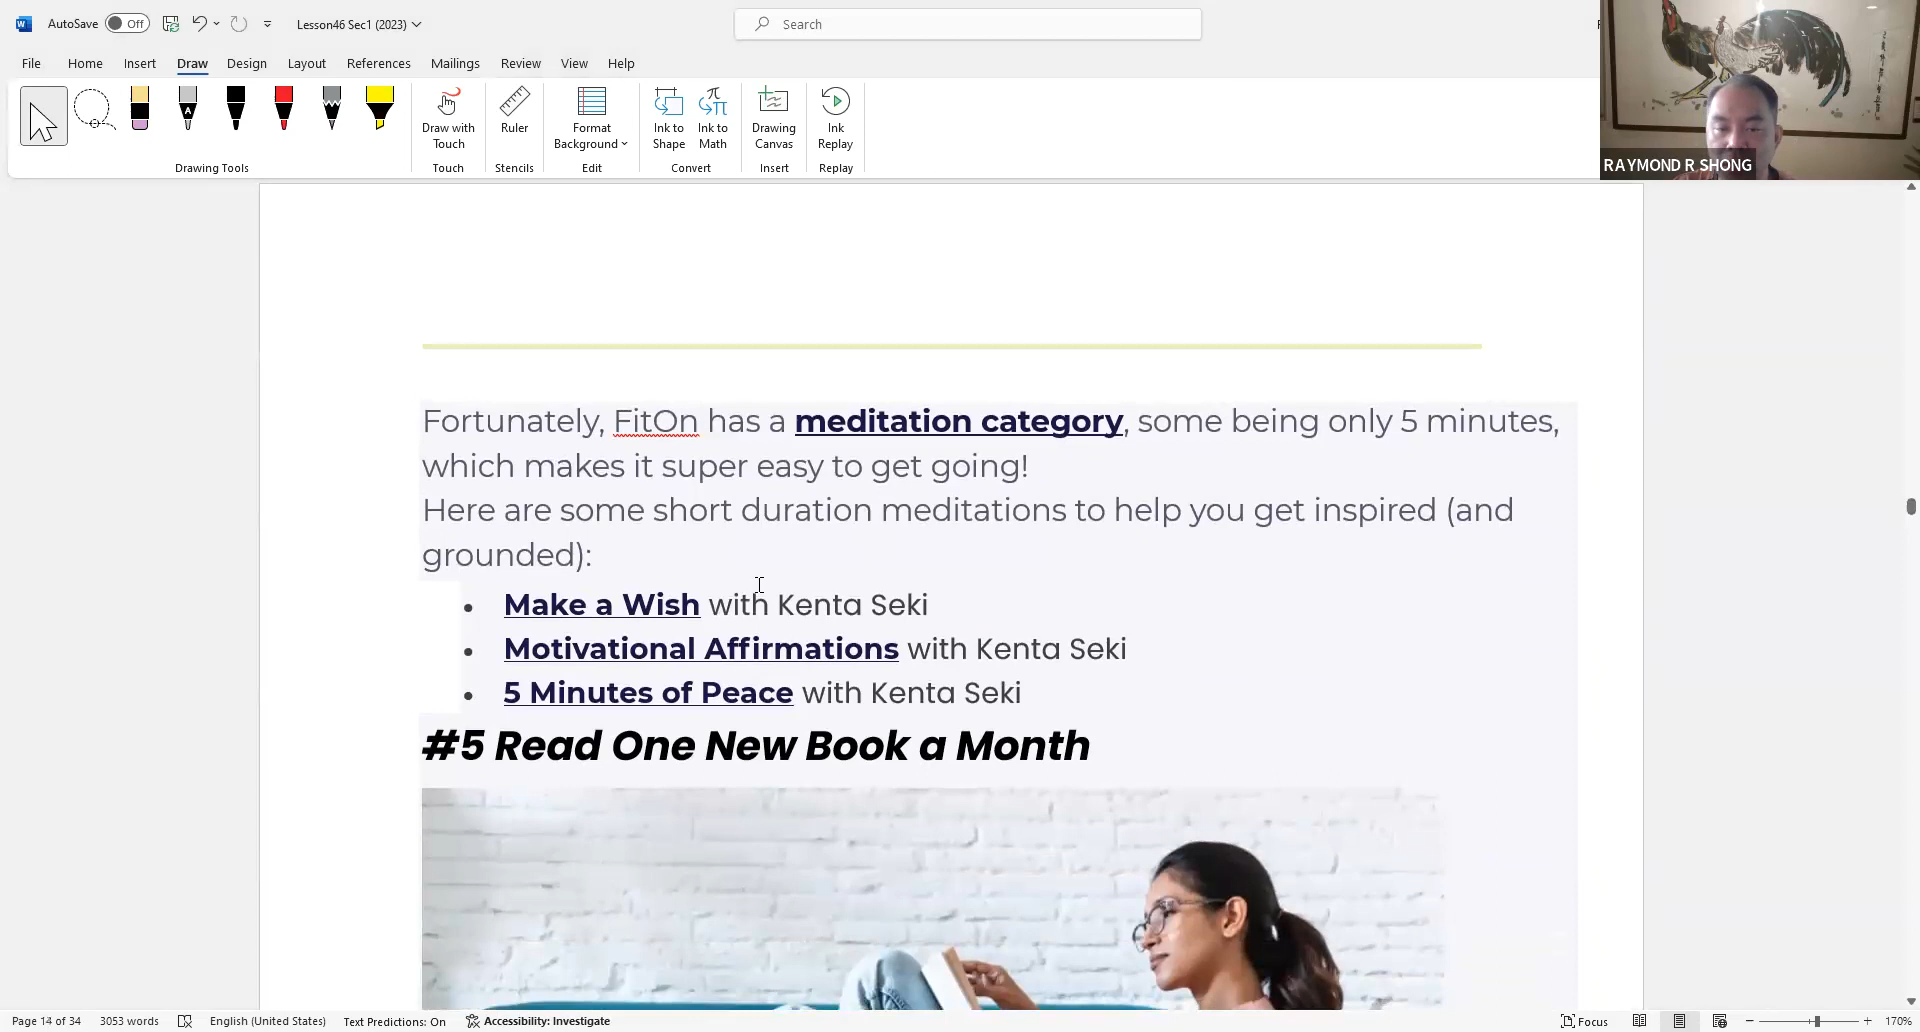 AutoSave
Off
Lesson46 Sec1 (2023)
Search
File
Home
Insert
Draw
Design
Layout
References
Mailings
Review
View
Help
Draw with
Touch
Ruler
Format
Background
Ink to
Shape
Ink to
Math
Drawing
Canvas
Ink
Replay
Drawing Tools
Touch
Stencils
Edit
Convert
Insert
Replay
RAYMOND R SHONG
Fortunately, FitOn has a meditation category, some being only 5 minutes,
which makes it super easy to get going!
Here are some short duration meditations to help you get inspired (and
grounded):
• Make a Wish with Kenta Seki
• Motivational Affirmations with Kenta Seki
• 5 Minutes of Peace with Kenta Seki
#5 Read One New Book a Month
Page 14 of 34
3053 words
English (United States)
Text Predictions: On
Accessibility: Investigate
Focus
170%